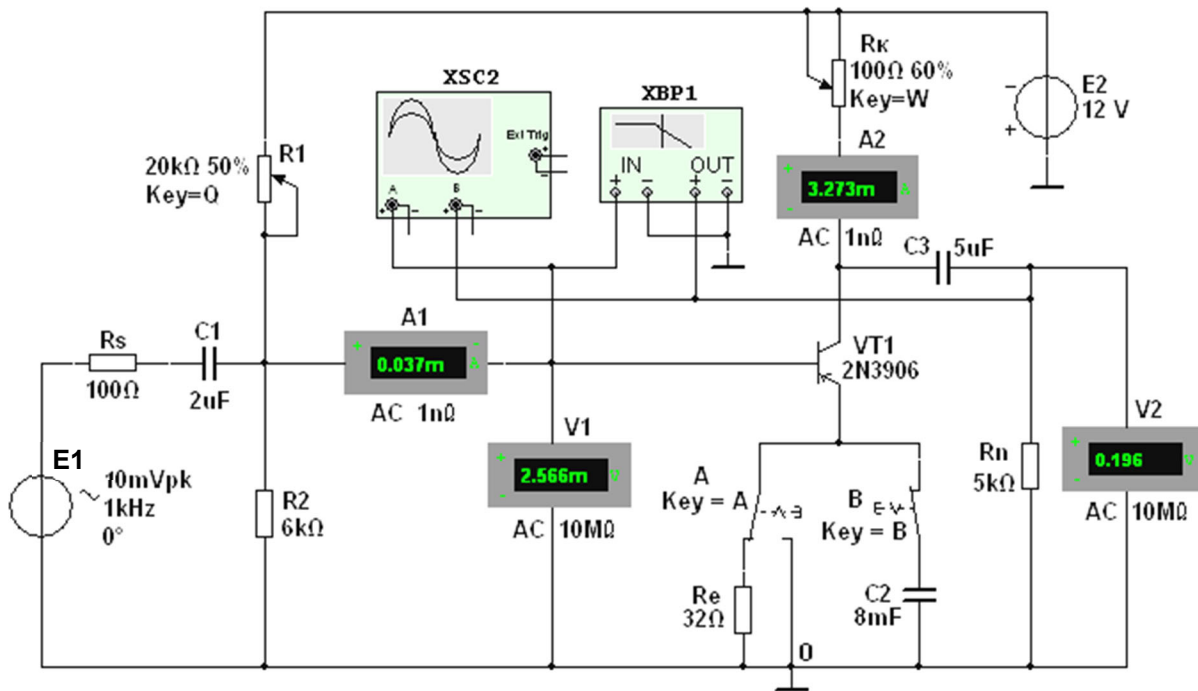 XSC2
Ext Trig
+
-
A
B
+
-
+
-
XBP1
IN
OUT
+
-
+
-
Rк
100Ω 60%
Key=W
-
+
E2
12 V
A2
+
3.273m
A
-
AC 1nΩ
20kΩ 50%
R1
Key=Q
C3
5uF
Rs
100Ω
C1
2uF
A1
+
-
0.037m
A
AC 1nΩ
VT1
2N3906
V1
+
2.566m
V
-
AC 10MΩ
V2
+
0.196
V
-
AC 10MΩ
E1
10mVpk
1kHz
0°
R2
6kΩ
A
Key = A
B
Key = B
Rn
5kΩ
Re
32Ω
C2
8mF
0